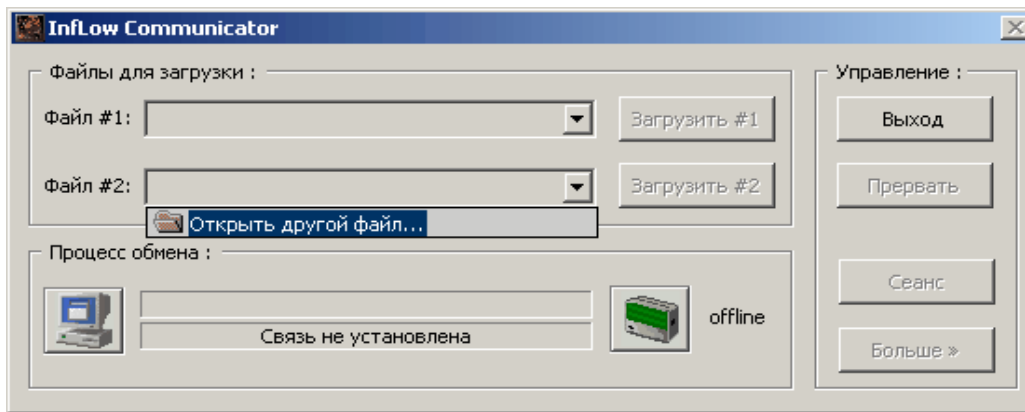 InfLow Communicator
Файлы для загрузки :
Файл #1:
Загрузить #1
Файл #2:
Загрузить #2
Открыть другой файл...
Процесс обмена :
Связь не установлена
offline
Управление :
Выход
Прервать
Сеанс
Больше »